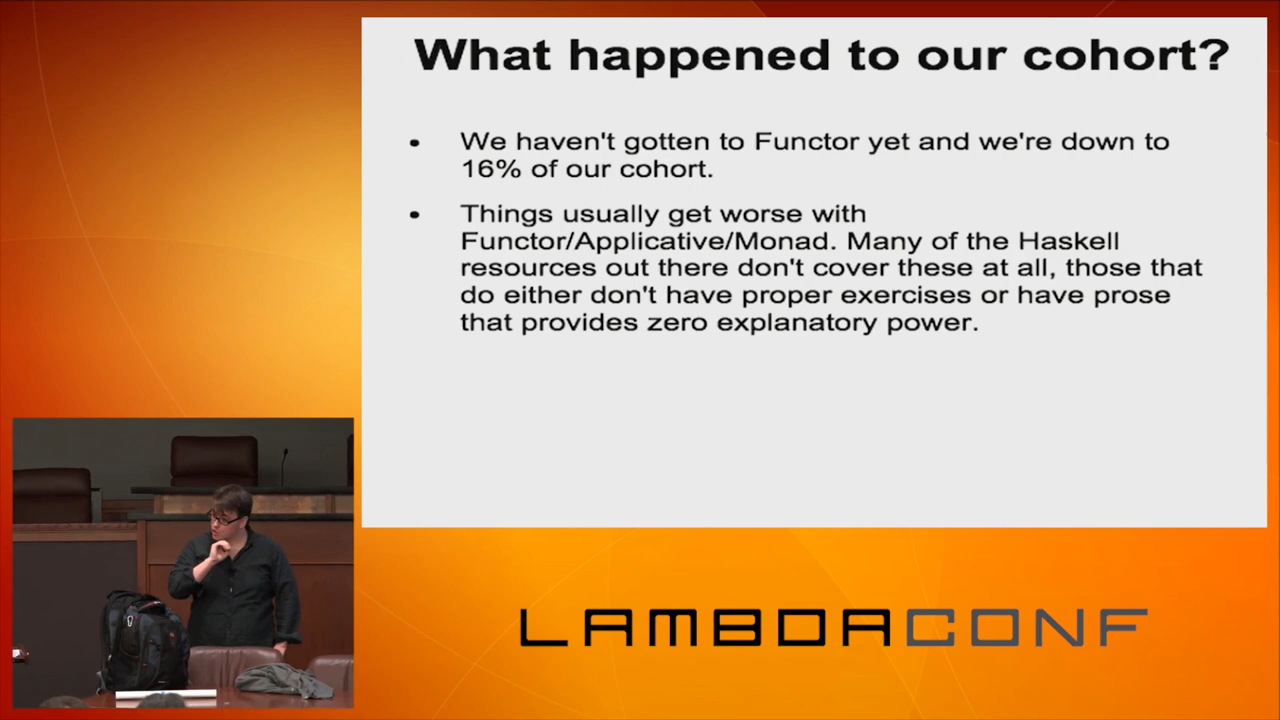 What happened to our cohort?
• We haven't gotten to Functor yet and we're down to
16% of our cohort.
• Things usually get worse with
Functor/Applicative/Monad. Many of the Haskell
resources out there don't cover these at all, those that
do either don't have proper exercises or have prose
that provides zero explanatory power.
LAMBDACONF